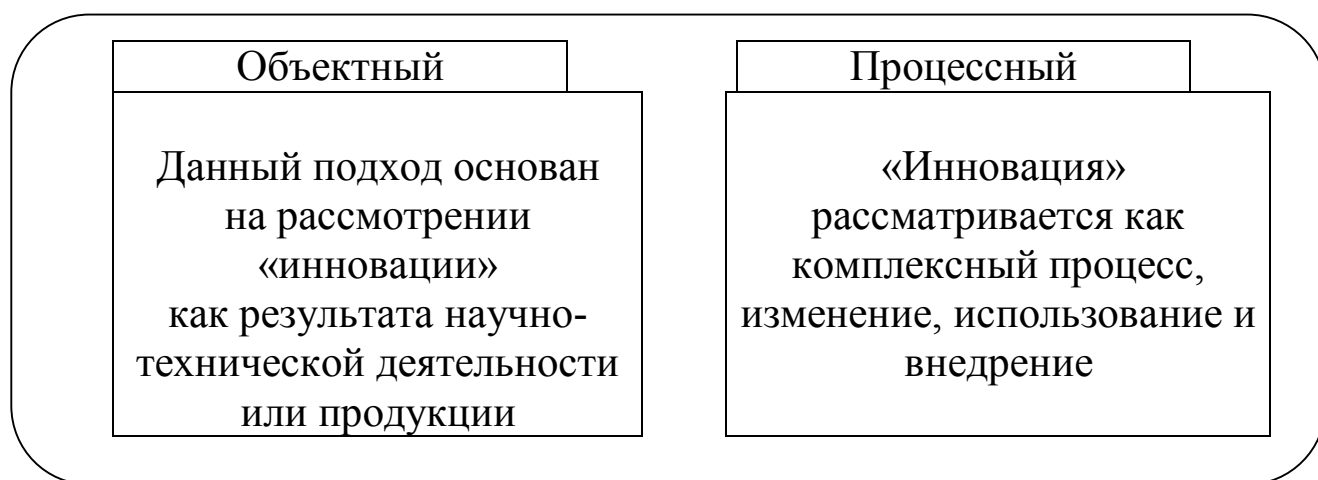 Объектный
Данный подход основан
на рассмотрении
«инновации»
как результата научно-
технической деятельности
или продукции
Процессный
«Инновация»
рассматривается как
комплексный процесс,
изменение, использование и
внедрение